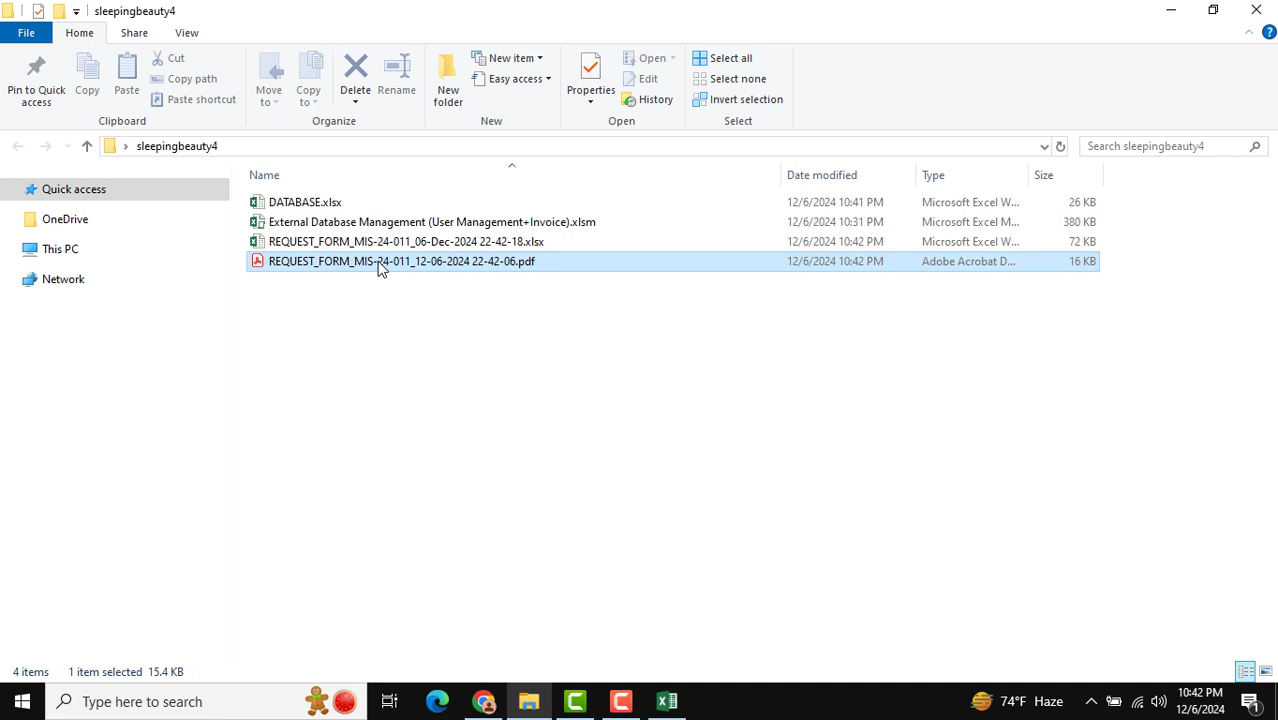 sleepingbeauty4
File Home Share View
Pin to Quick access
Copy
Paste
Cut
Copy path
Paste shortcut
Clipboard
Move to
Copy to
Delete
Rename
Organize
New folder
New item
Easy access
New
Properties
Open
Edit
History
Open
Select all
Select none
Invert selection
Select
sleepingbeauty4
Search sleepingbeauty4
Quick access
OneDrive
This PC
Network
Name Date modified Type Size
DATABASE.xlsx 12/6/2024 10:41 PM Microsoft Excel W... 26 KB
External Database Management (User Management+Invoice).xlsm 12/6/2024 10:31 PM Microsoft Excel M... 380 KB
REQUEST_FORM_MIS-24-011_06-Dec-2024 22-42-18.xlsx 12/6/2024 10:42 PM Microsoft Excel W... 72 KB
REQUEST_FORM_MIS-24-011_12-06-2024 22-42-06.pdf 12/6/2024 10:42 PM Adobe Acrobat D... 16 KB
4 items 1 item selected 15.4 KB
Type here to search
74°F Haze
10:42 PM
12/6/2024
1